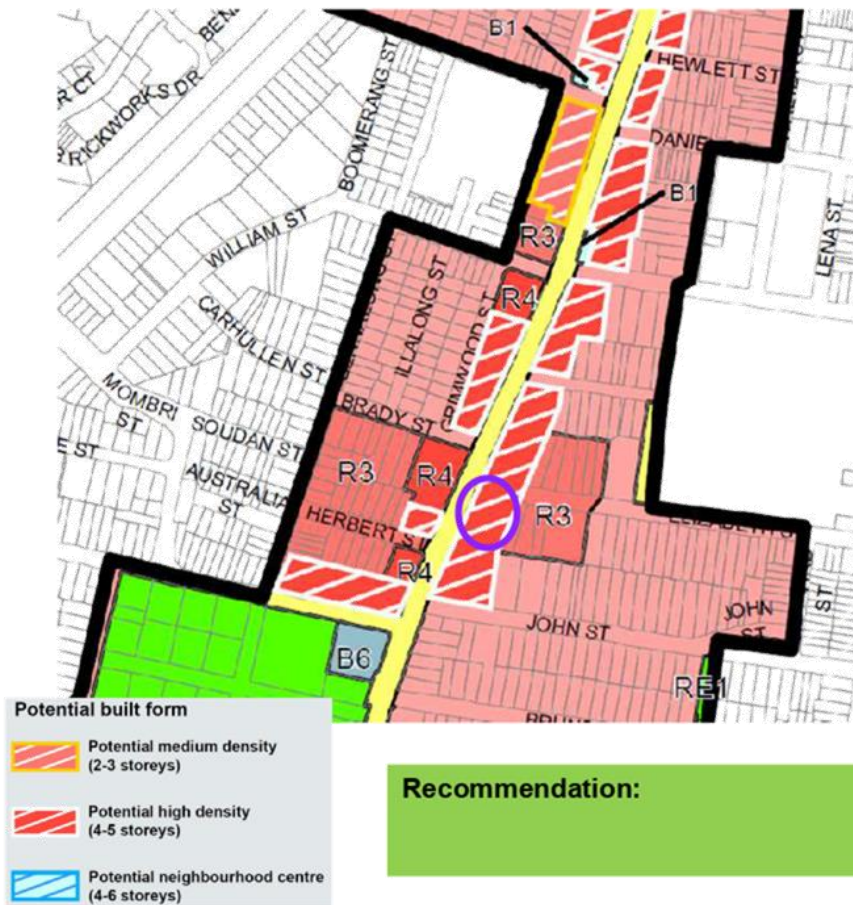 B1
HEWLETT ST
BOOMERANG ST
R CT
BRICKWORKS DR
DANIE
B1
R3
LENA ST
WILLIAM ST
R4
ILLALONG ST
GRIMWOOD ST
CARHULLEN ST
MOMBRI
ST
BRADY ST
SOUDAN ST
E ST
R3
R4
AUSTRALIA
ST
R3
HERBERT ST
R4
JOHN ST
JOHN
ST
ST
B6
RE1
Potential built form
Potential medium density
(2-3 storeys)
Potential high density
(4-5 storeys)
Potential neighbourhood centre
(4-6 storeys)
Recommendation: